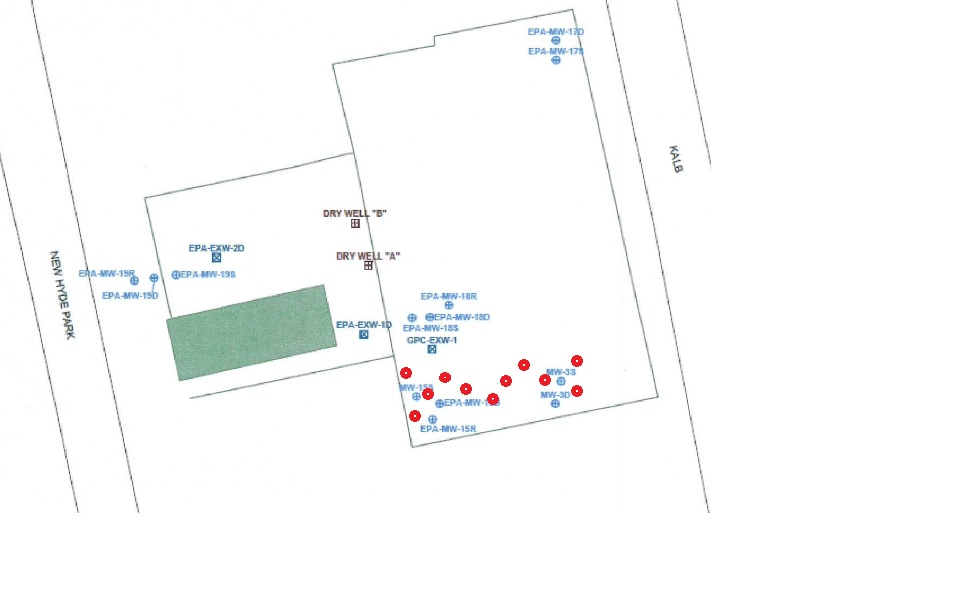 EPA-MW-17D
EPA-MW-17S
KALB
DRY WELL "B"
DRY WELL "A"
EPA-EXW-2D
EPA-MW-19R
EPA-MW-19S
EPA-MW-19D
NEW HYDE PARK
EPA-MW-18R
EPA-MW-18D
EPA-MW-18S
EPA-EXW-1D
GPC-EXW-1
MW-3S
MW-3D
EPA-MW-15R